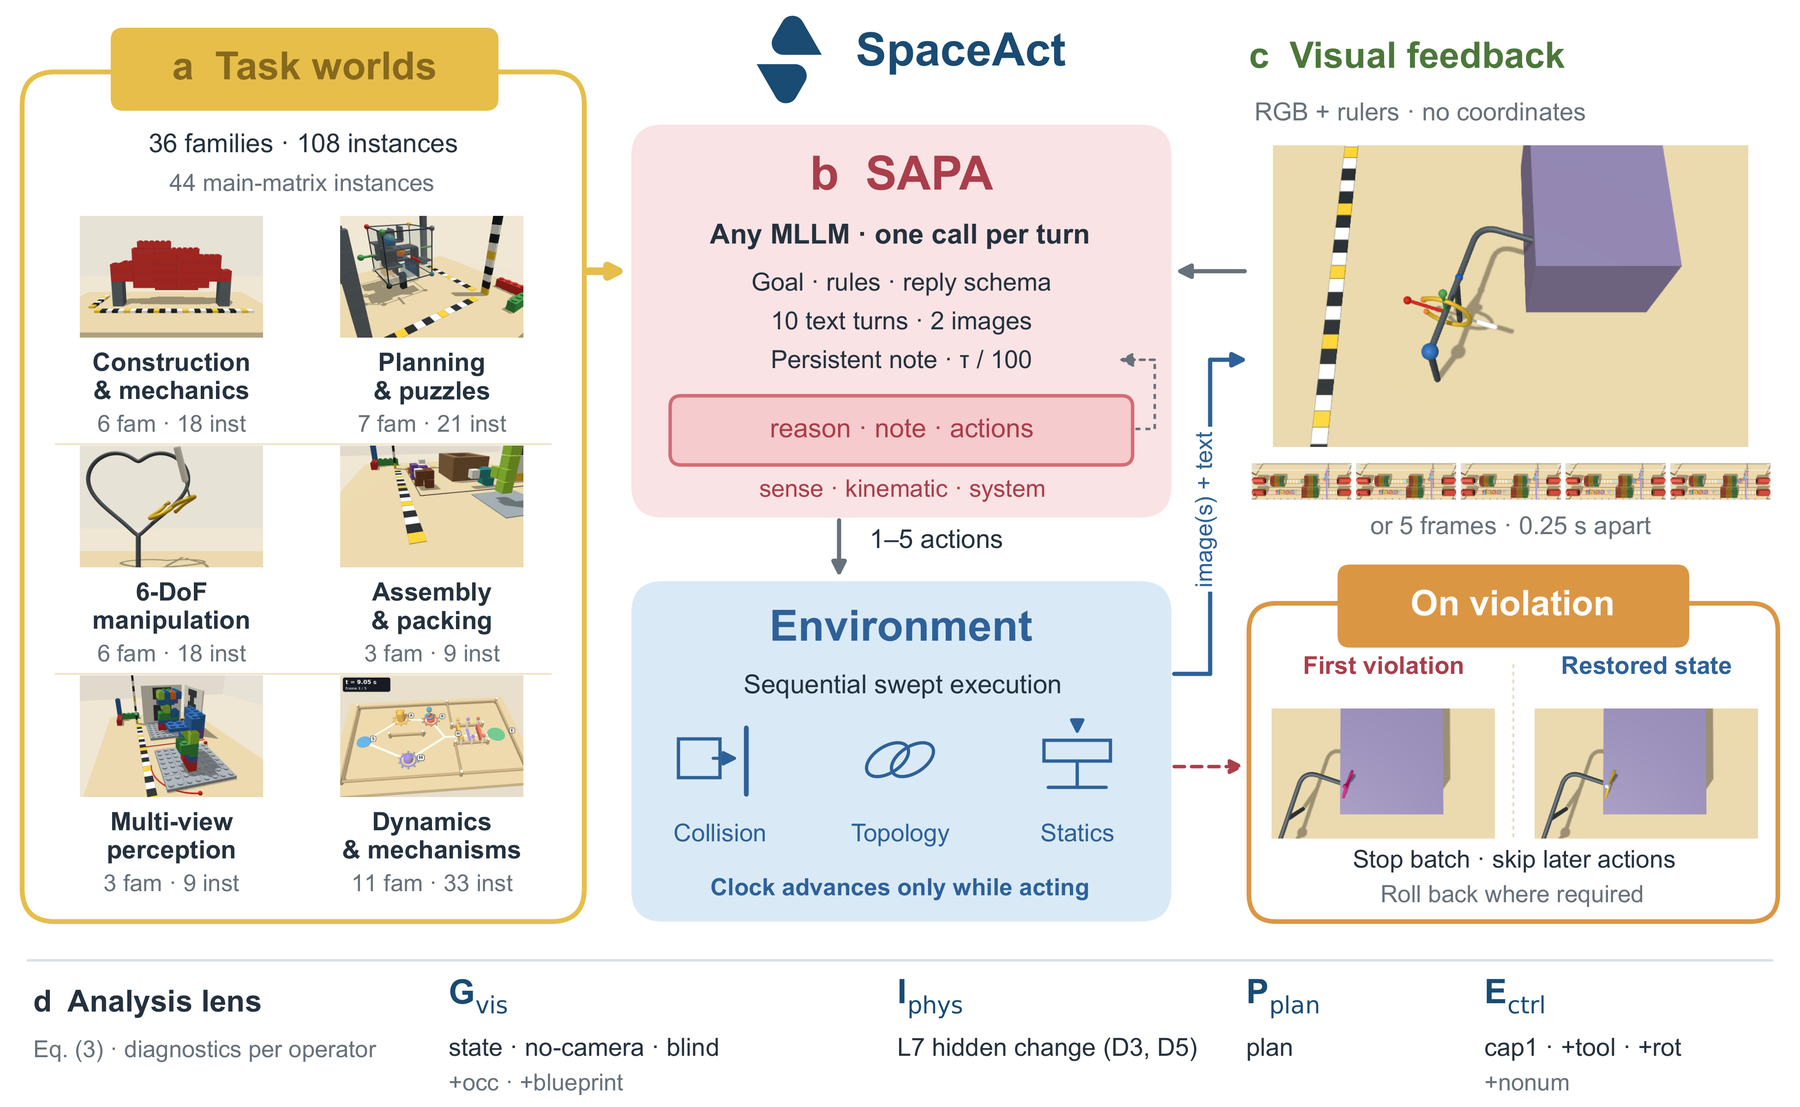 SpaceAct
a Task worlds
36 families · 108 instances
44 main-matrix instances
Construction
& mechanics
6 fam · 18 inst
Planning
& puzzles
7 fam · 21 inst
6-DoF
manipulation
6 fam · 18 inst
Assembly
& packing
3 fam · 9 inst
t = 9.05 s
Multi-view
perception
3 fam · 9 inst
Dynamics
& mechanisms
11 fam · 33 inst
b SAPA
Any MLLM · one call per turn
Goal · rules · reply schema
10 text turns · 2 images
Persistent note · τ / 100
reason · note · actions
sense · kinematic · system
1–5 actions
Environment
Sequential swept execution
Collision
Topology
Statics
Clock advances only while acting
image(s) + text
c Visual feedback
RGB + rulers · no coordinates
or 5 frames · 0.25 s apart
On violation
First violation
Restored state
Stop batch · skip later actions
Roll back where required
d Analysis lens
Eq. (3) · diagnostics per operator
Gvis
state · no-camera · blind
+occ · +blueprint
Iphys
L7 hidden change (D3, D5)
Pplan
plan
Ectrl
cap1 · +tool · +rot
+nonum